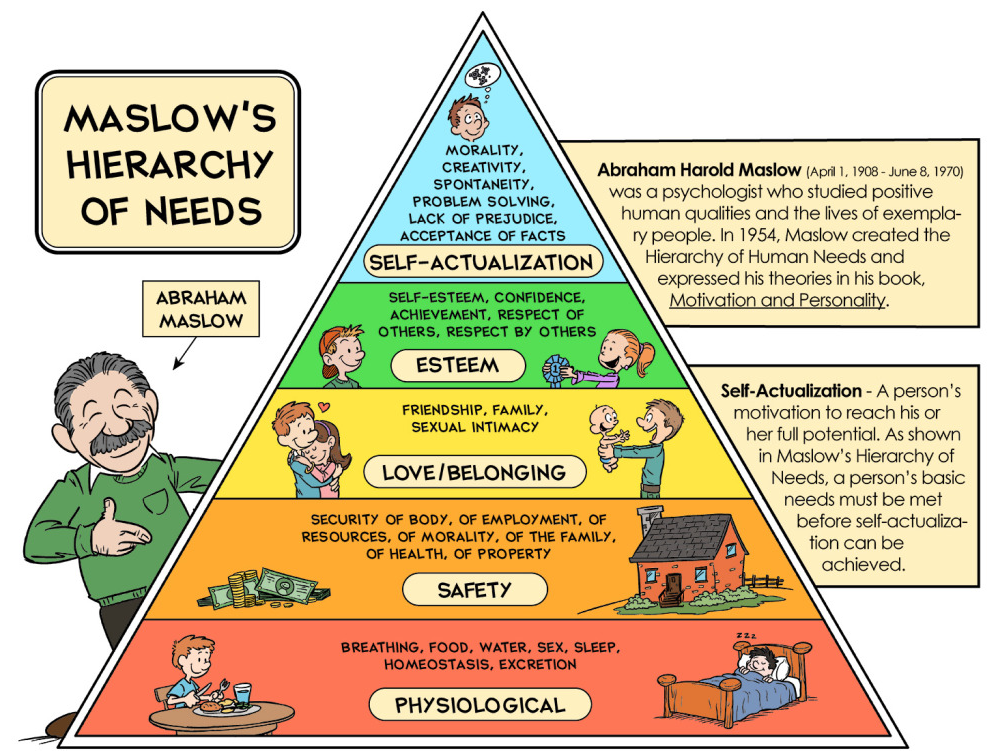 MASLOW'S
HIERARCHY
OF NEEDS
ABRAHAM
MASLOW
MORALITY,
CREATIVITY,
SPONTANEITY,
PROBLEM SOLVING,
LACK OF PREJUDICE,
ACCEPTANCE OF FACTS
SELF-ACTUALIZATION
SELF-ESTEEM, CONFIDENCE,
ACHIEVEMENT, RESPECT OF
OTHERS, RESPECT BY OTHERS
ESTEEM
1
FRIENDSHIP, FAMILY,
SEXUAL INTIMACY
LOVE/BELONGING
SECURITY OF BODY, OF EMPLOYMENT, OF
RESOURCES, OF MORALITY, OF THE FAMILY,
OF HEALTH, OF PROPERTY
SAFETY
BREATHING, FOOD, WATER, SEX, SLEEP,
HOMEOSTASIS, EXCRETION
PHYSIOLOGICAL
zzz
Abraham Harold Maslow (April 1, 1908 - June 8, 1970)
was a psychologist who studied positive
human qualities and the lives of exempla-
ry people. In 1954, Maslow created the
Hierarchy of Human Needs and
expressed his theories in his book,
Motivation and Personality.
Self-Actualization - A person's
motivation to reach his or
her full potential. As shown
in Maslow's Hierarchy of
Needs, a person's basic
needs must be met
before self-actualiza-
tion can be
achieved.